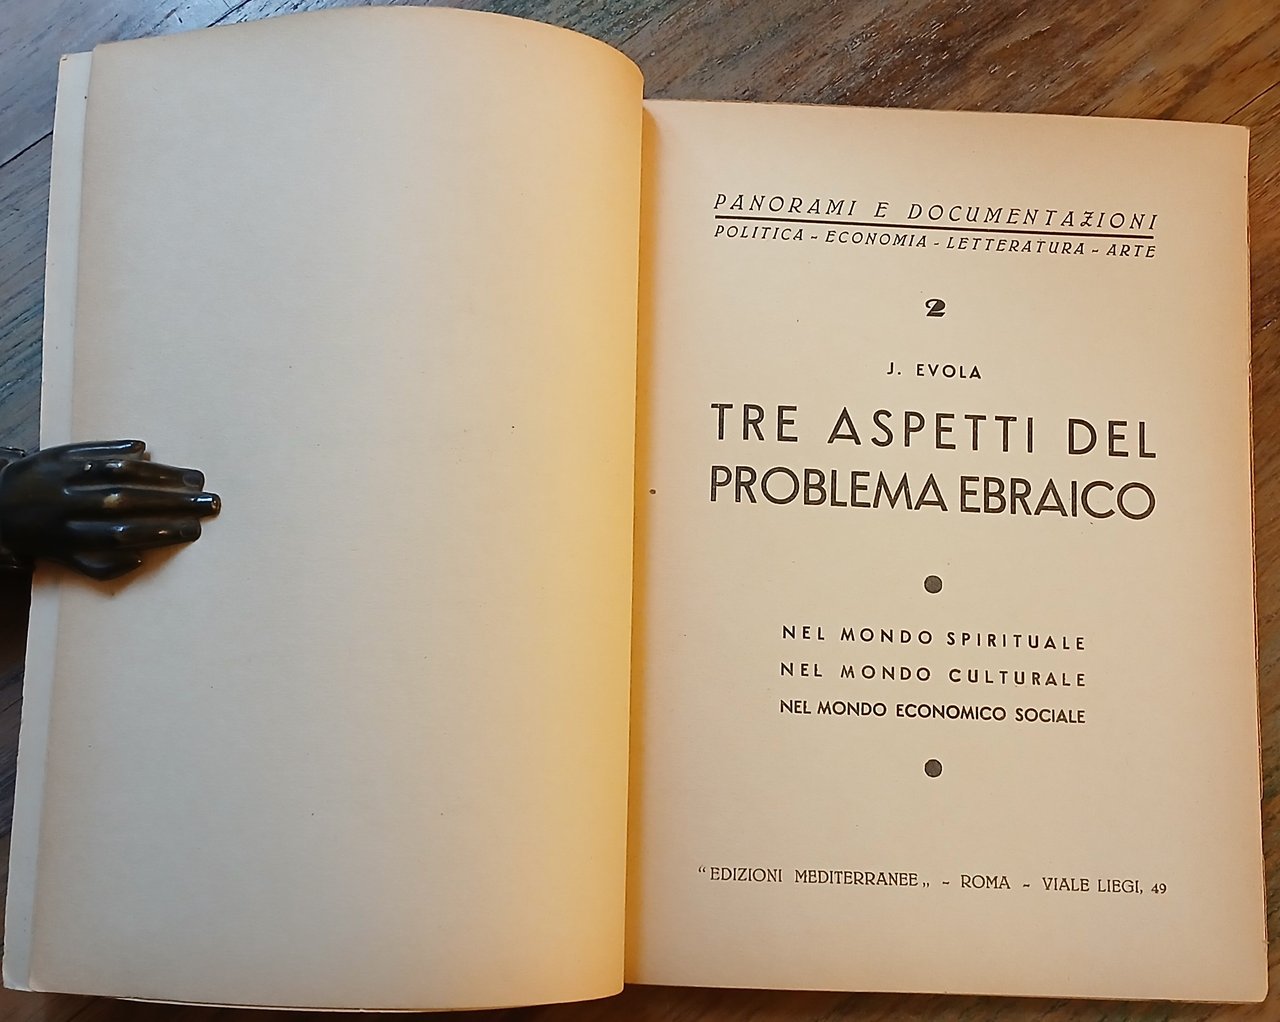 PANORAMI E DOCUMENTAZIONI
POLITICA - ECONOMIA - LETTERATURA - ARTE
2
J. EVOLA
TRE ASPETTI DEL
PROBLEMA EBRAICO
NEL MONDO SPIRITUALE
NEL MONDO CULTURALE
NEL MONDO ECONOMICO SOCIALE
“EDIZIONI MEDITERRANEE„ - ROMA - VIALE LIEGI, 49